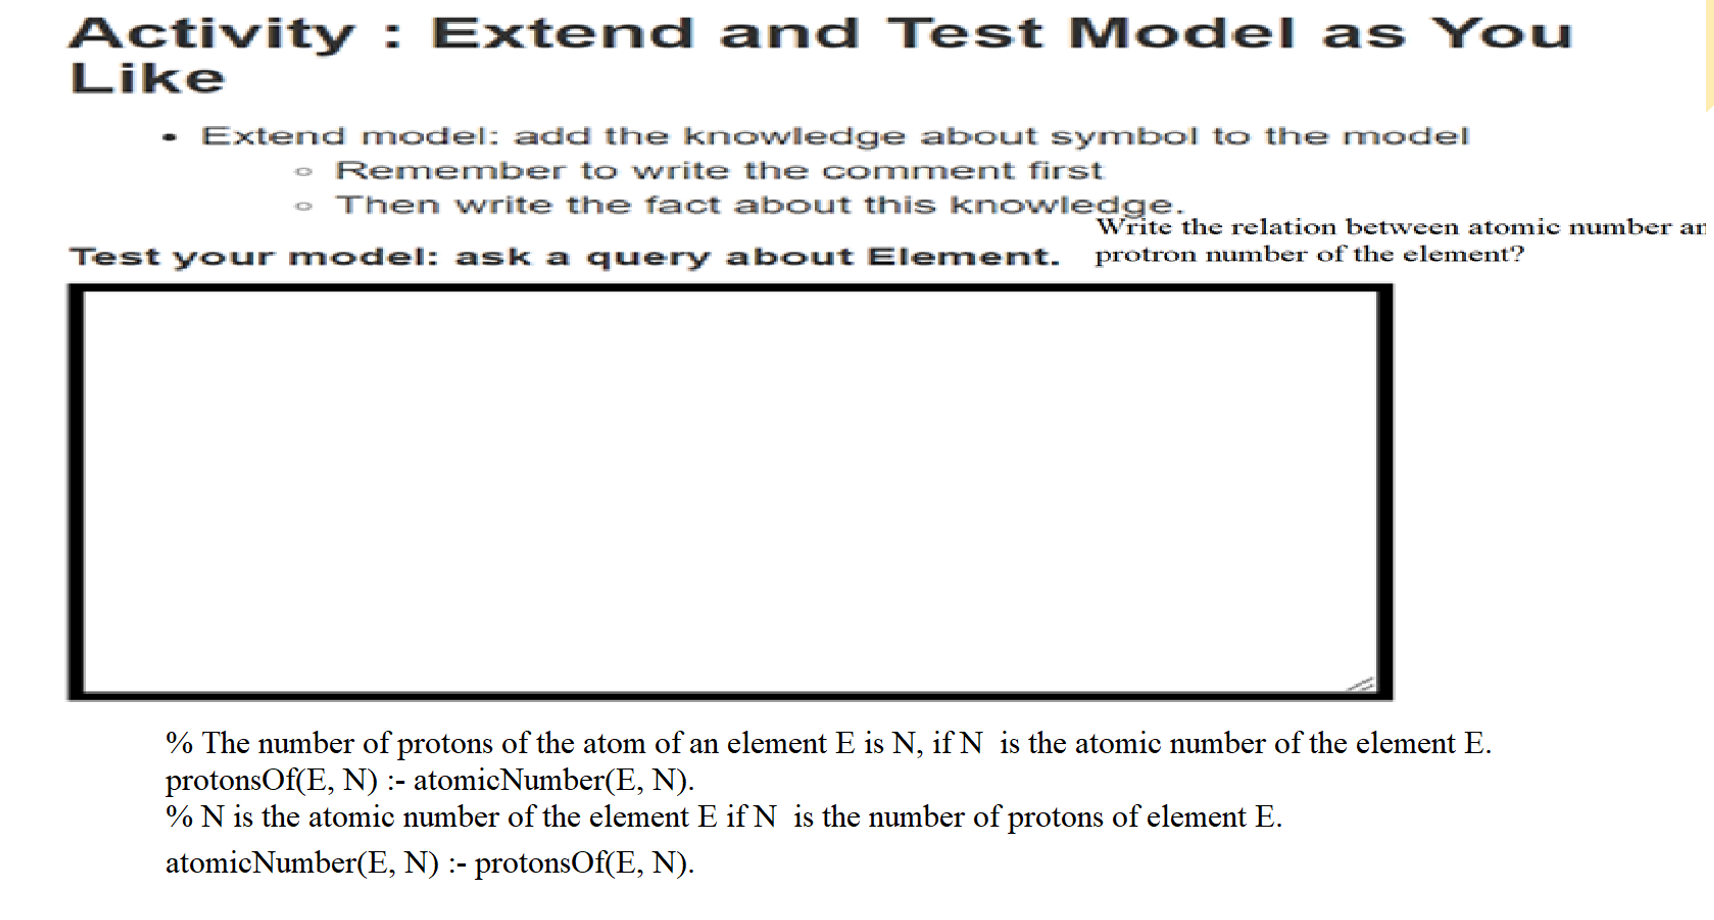 Activity : Extend and Test Model as You
Like
• Extend model: add the knowledge about symbol to the model
○ Remember to write the comment first
○ Then write the fact about this knowledge.
Write the relation between atomic number
protron number of the element?
Test your model: ask a query about Element.
% The number of protons of the atom of an element E is N, if N is the atomic number of the element E.
protonsOf(E, N) :- atomicNumber(E, N).
% N is the atomic number of the element E if N is the number of protons of element E.
atomicNumber(E, N) :- protonsOf(E, N).